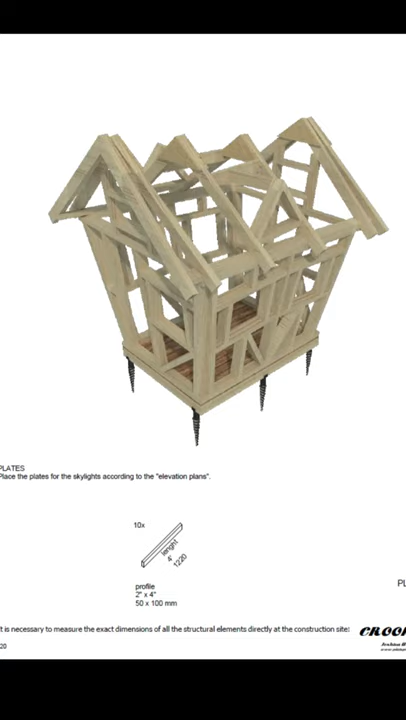 PLATES
Place the plates for the skylights according to the "elevation plans".
10x
lenght
4'
1220
profile
2" x 4"
50 x 100 mm
PL
t is necessary to measure the exact dimensions of all the structural elements directly at the construction site:
CROO
20